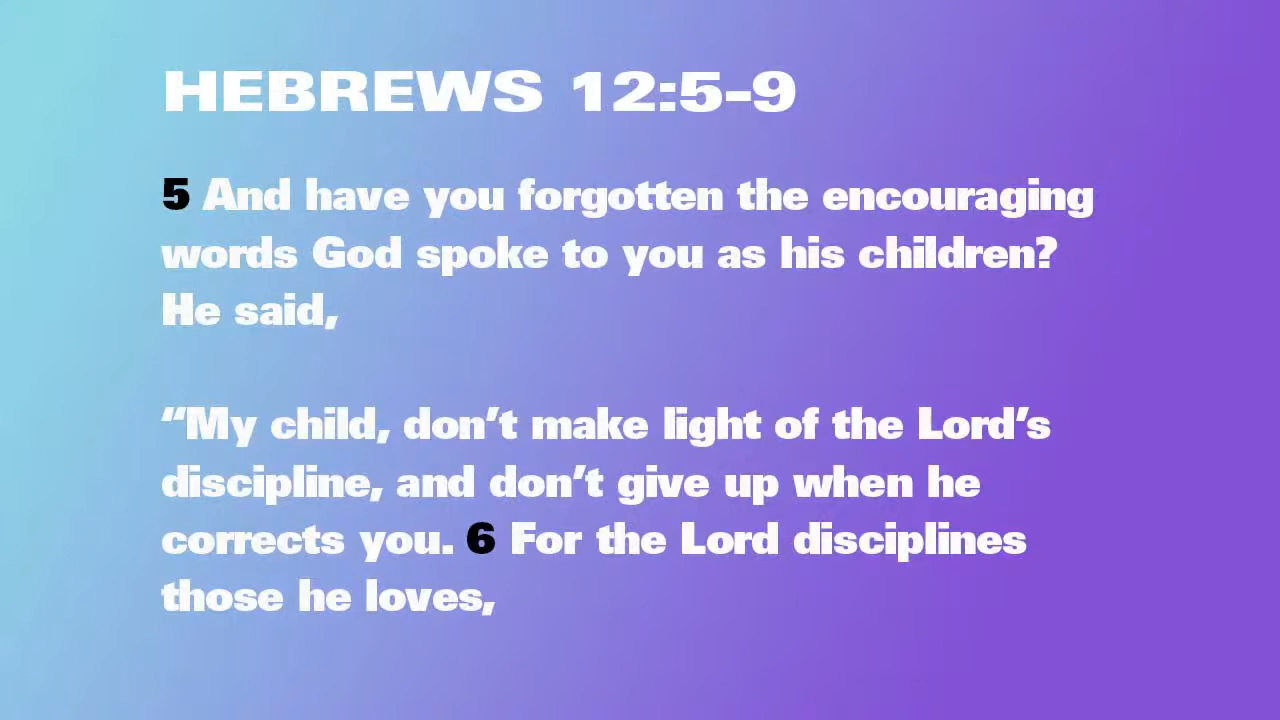 HEBREWS 12:5-9
5 And have you forgotten the encouraging
words God spoke to you as his children?
He said,
“My child, don’t make light of the Lord’s
discipline, and don’t give up when he
corrects you. 6 For the Lord disciplines
those he loves,